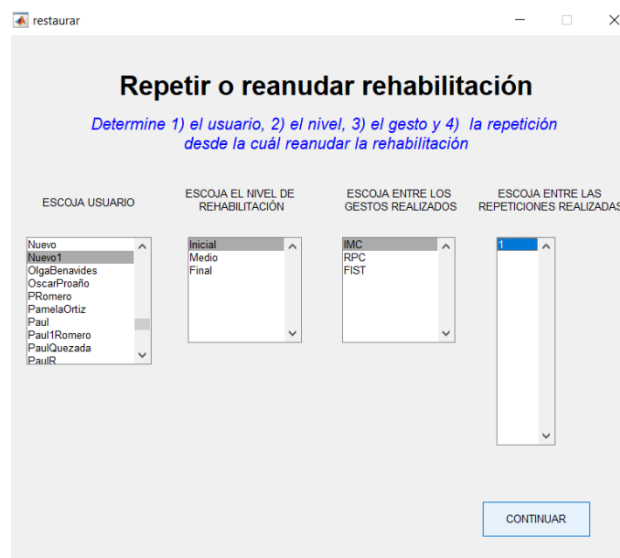 restaurar
Repetir o reanudar rehabilitación
Determine 1) el usuario, 2) el nivel, 3) el gesto y 4)  la repetición
desde la cuál reanudar la rehabilitación
ESCOJA USUARIO
Nuevo
Nuevo1
OlgaBenavides
OscarProaño
PRomero
PamelaOrtiz
Paul
Paul1Romero
PaulQuezada
PaulR
ESCOJA EL NIVEL DE
REHABILITACIÓN
Inicial
Medio
Final
ESCOJA ENTRE LOS
GESTOS REALIZADOS
IMC
RPC
FIST
ESCOJA ENTRE LAS
REPETICIONES REALIZADAS
1
CONTINUAR